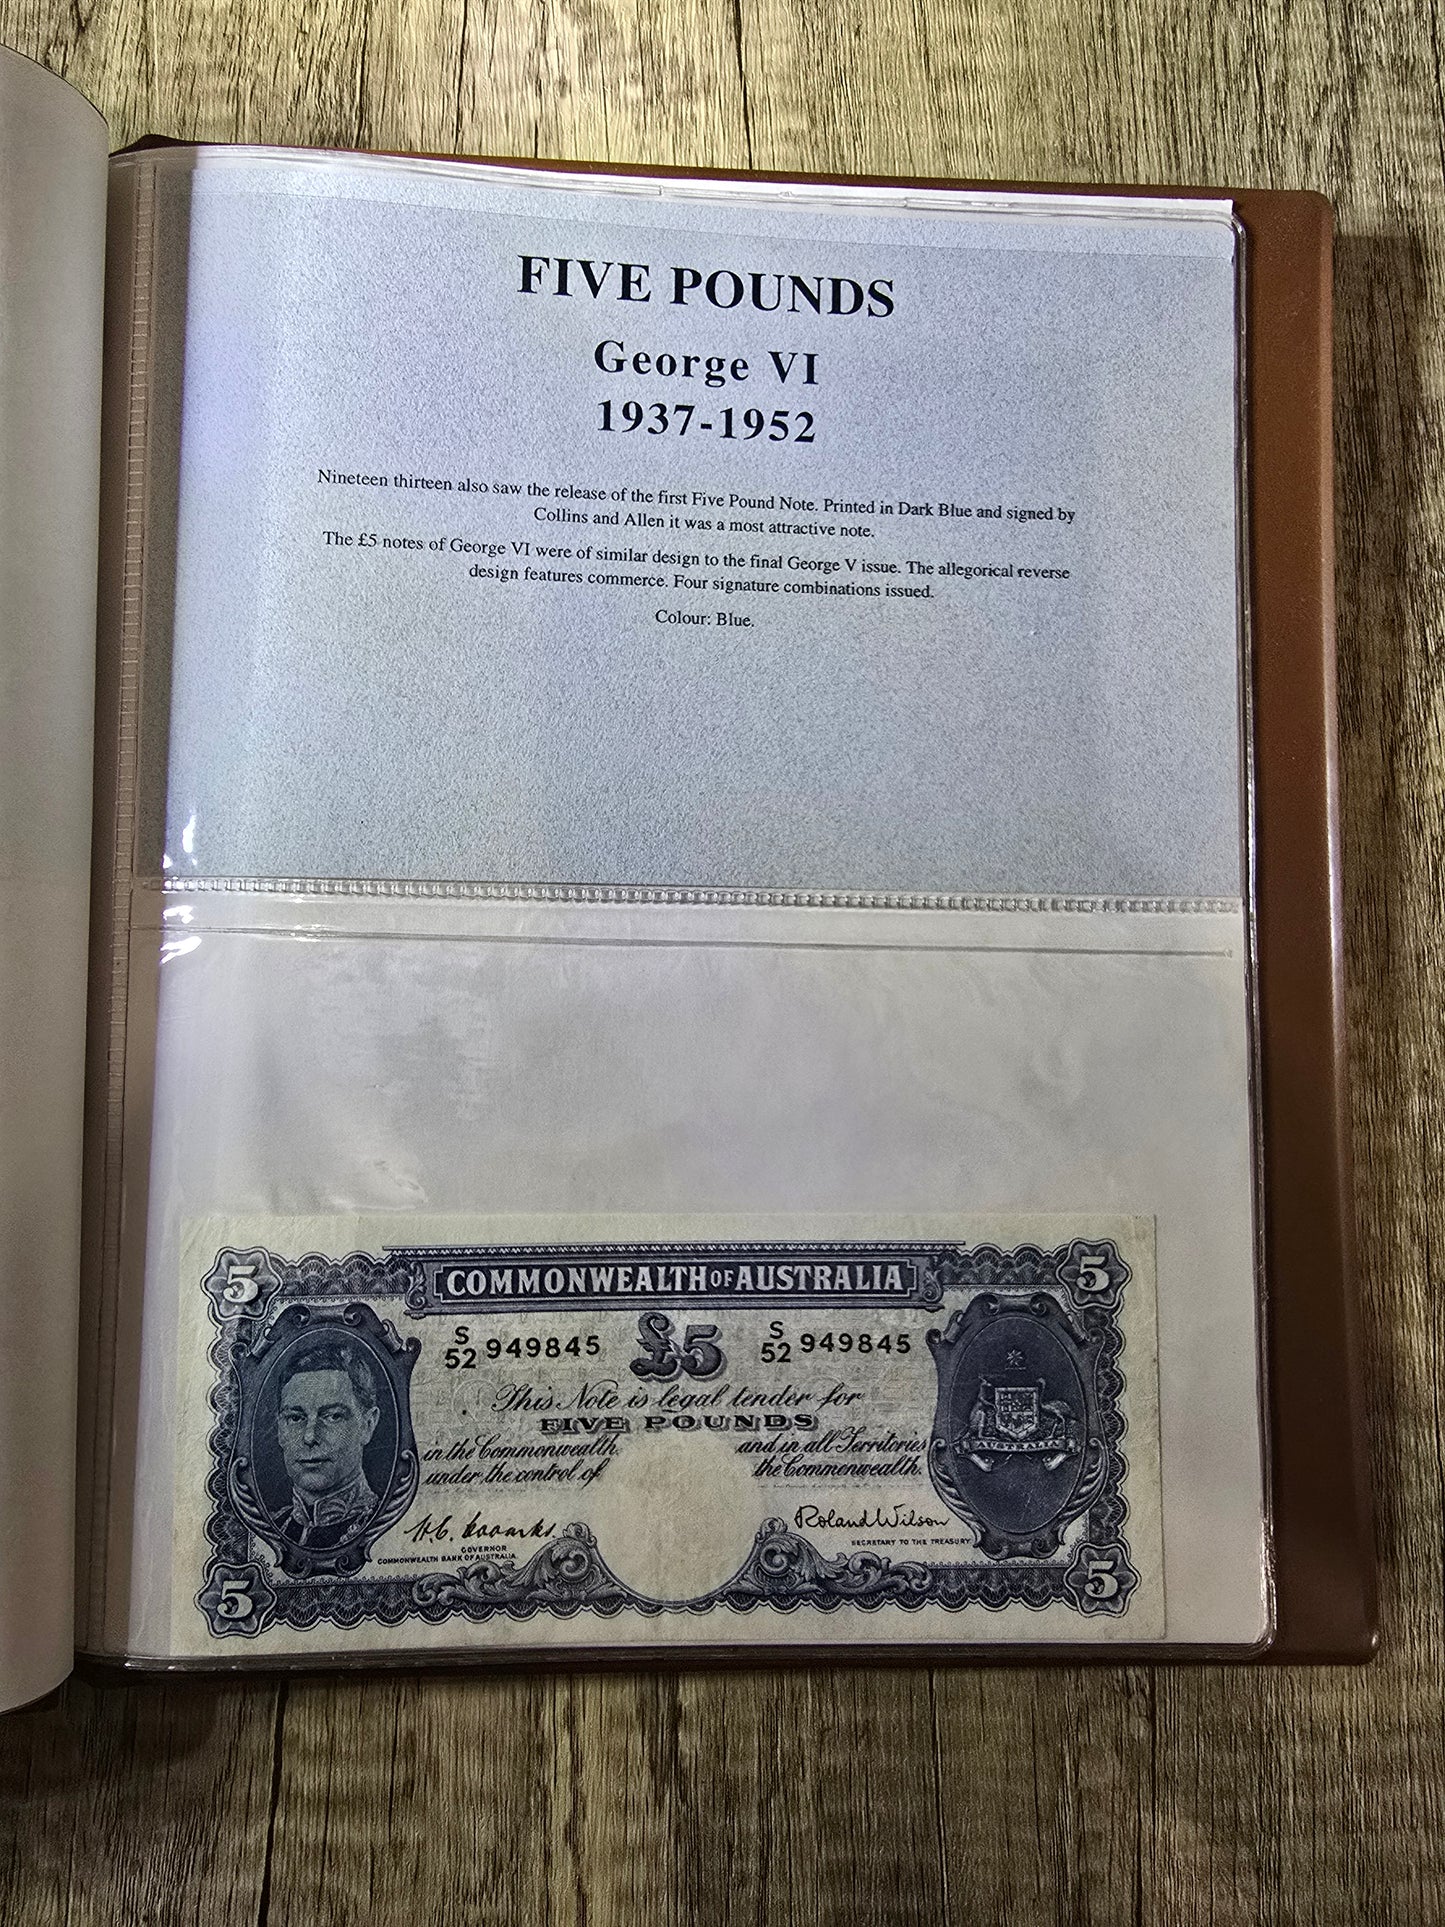 FIVE POUNDS
George VI
1937-1952
Nineteen thirteen also saw the release of the first Five Pound Note. Printed in Dark Blue and signed by
Collins and Allen it was a most attractive note.
The £5 notes of George VI were of similar design to the final George V issue. The allegorical reverse
design features commerce. Four signature combinations issued.
Colour: Blue.
5 COMMONWEALTH OF AUSTRALIA 5
S/52 949845 £5 S/52 949845
This Note is legal tender for
FIVE POUNDS
in the Commonwealth and in all Territories
under the control of the Commonwealth.
AUSTRALIA
H.C. Coombs. Roland Wilson
GOVERNOR SECRETARY TO THE TREASURY
COMMONWEALTH BANK OF AUSTRALIA
5 5